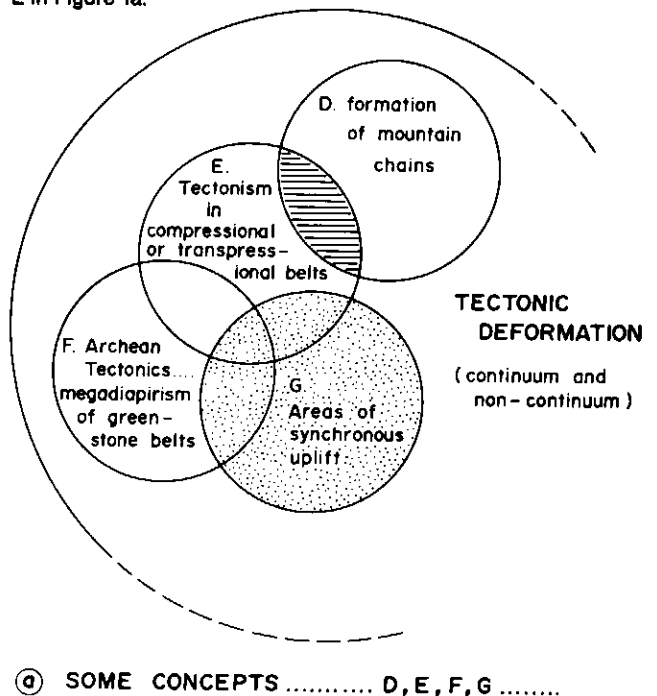 E in Figure 1a.
D. formation
of mountain
chains
E.
Tectonism
in
compressional
or transpress-
ional belts
TECTONIC
DEFORMATION
(continuum and
non-continuum)
F. Archean
Tectonics....
megadiapirism
of green-
stone belts
G.
Areas of
synchronous
uplift
ⓐ SOME CONCEPTS ........... D, E, F, G ........